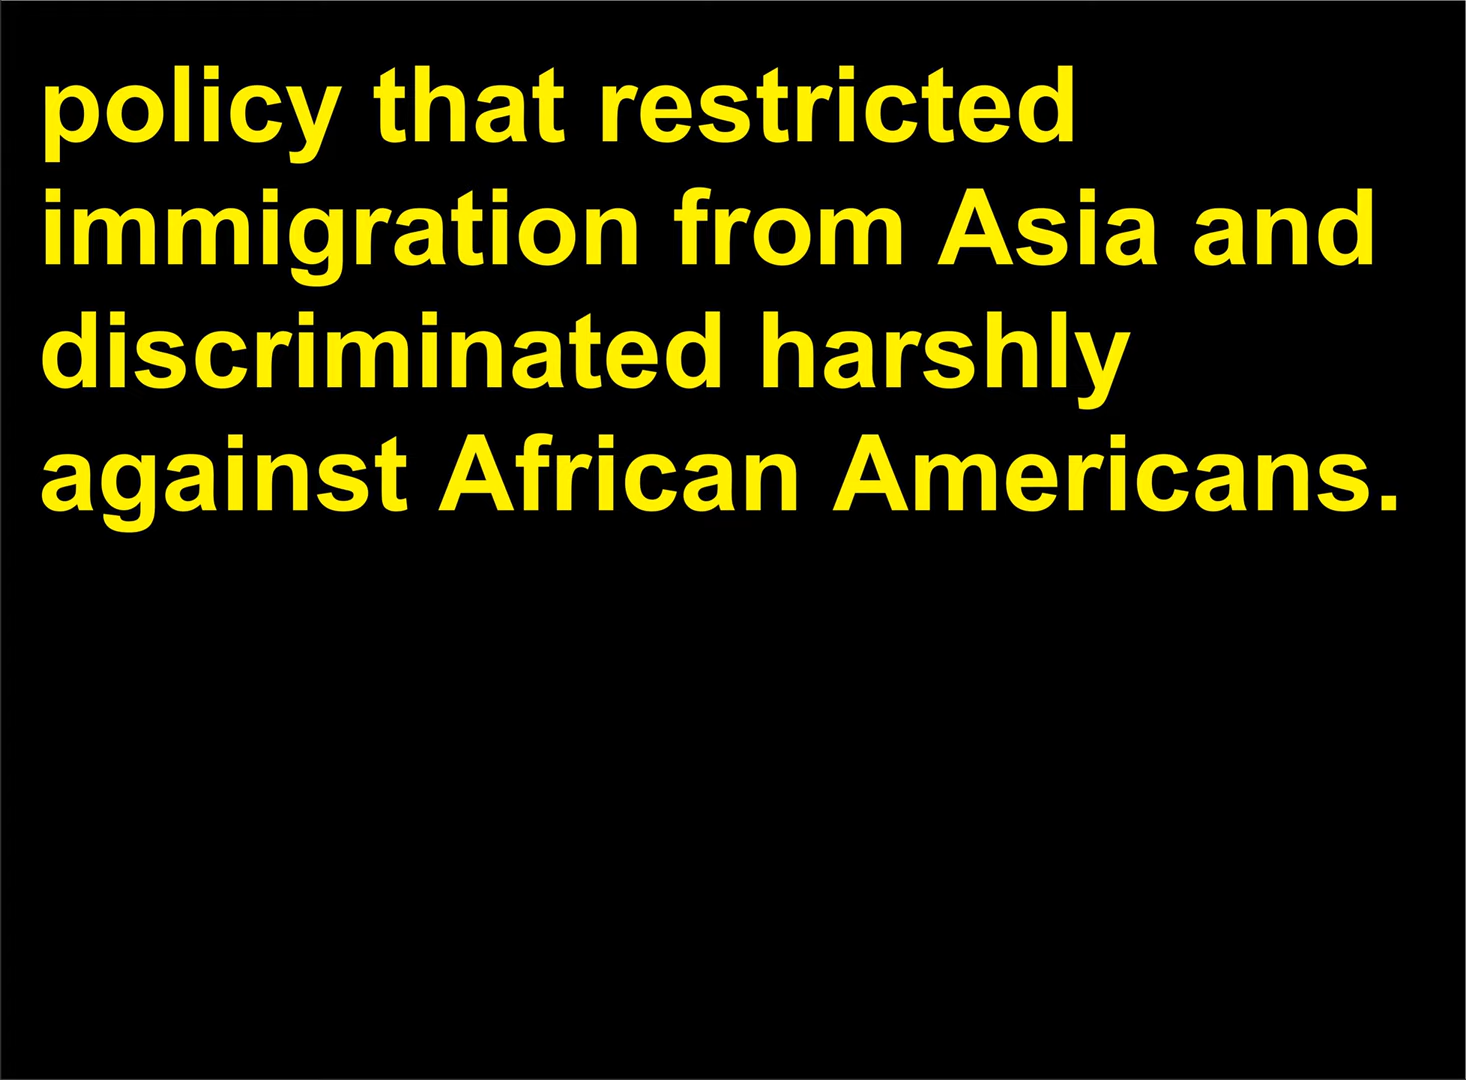 policy that restricted
immigration from Asia and
discriminated harshly
against African Americans.